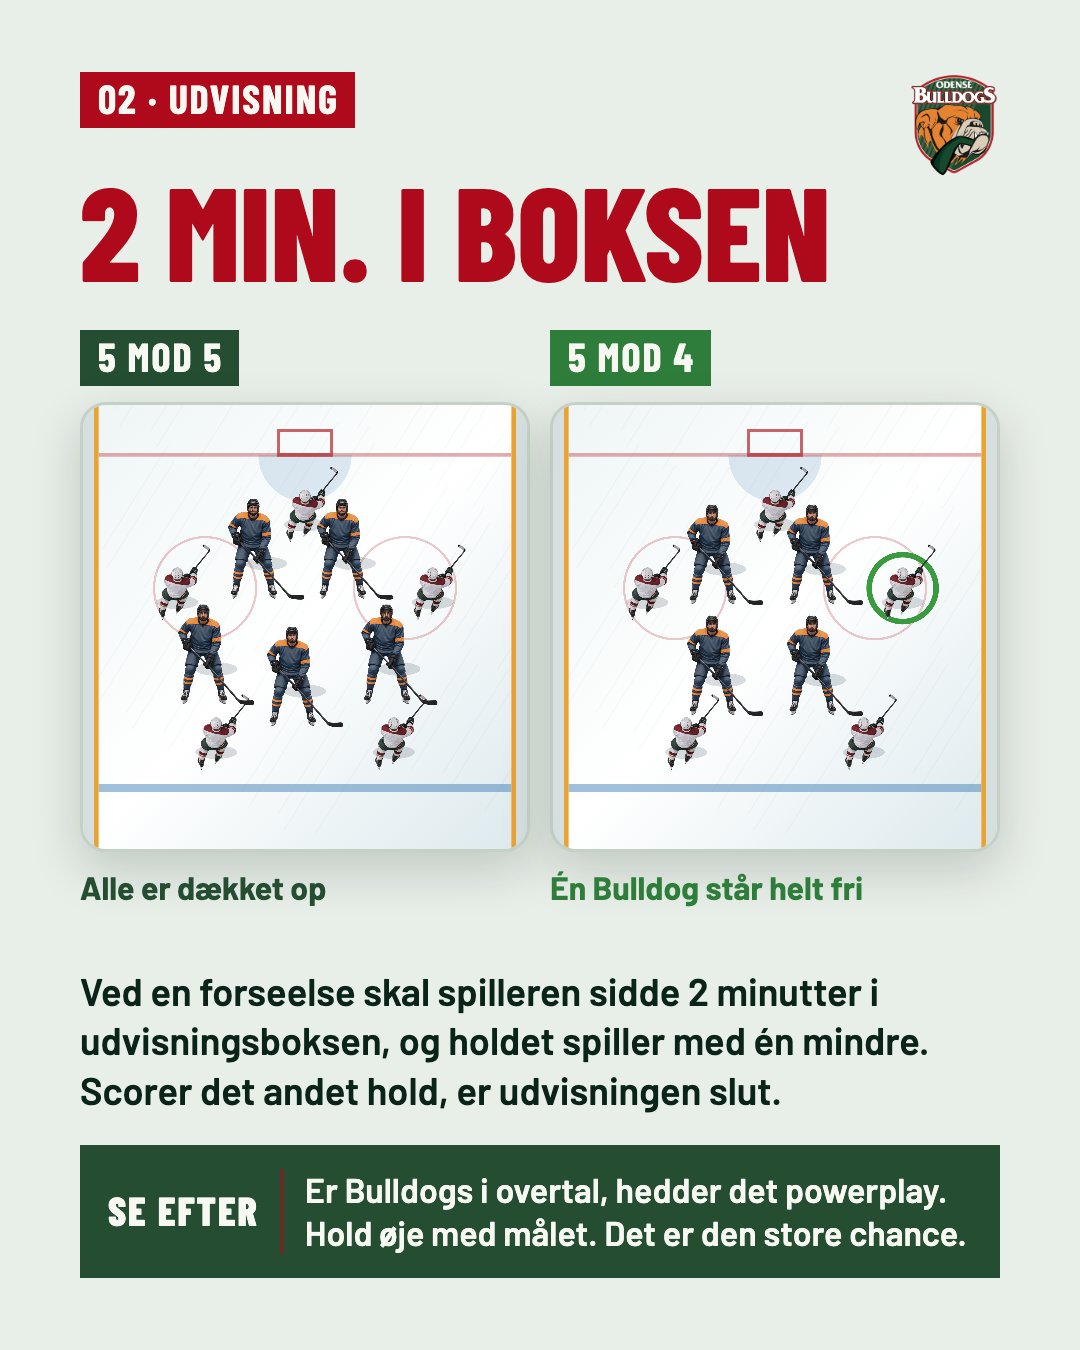 02 · UDVISNING
ODENSE
BULLDOGS
2 MIN. I BOKSEN
5 MOD 5
5 MOD 4
Alle er dækket op
Én Bulldog står helt fri
Ved en forseelse skal spilleren sidde 2 minutter i
udvisningsboksen, og holdet spiller med én mindre.
Scorer det andet hold, er udvisningen slut.
SE EFTER
Er Bulldogs i overtal, hedder det powerplay.
Hold øje med målet. Det er den store chance.